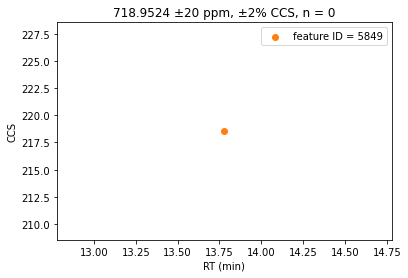 718.9524 ±20 ppm, ±2% CCS, n = 0
feature ID = 5849
CCS
227.5
225.0
222.5
220.0
217.5
215.0
212.5
210.0
13.00 13.25 13.50 13.75 14.00 14.25 14.50 14.75
RT (min)